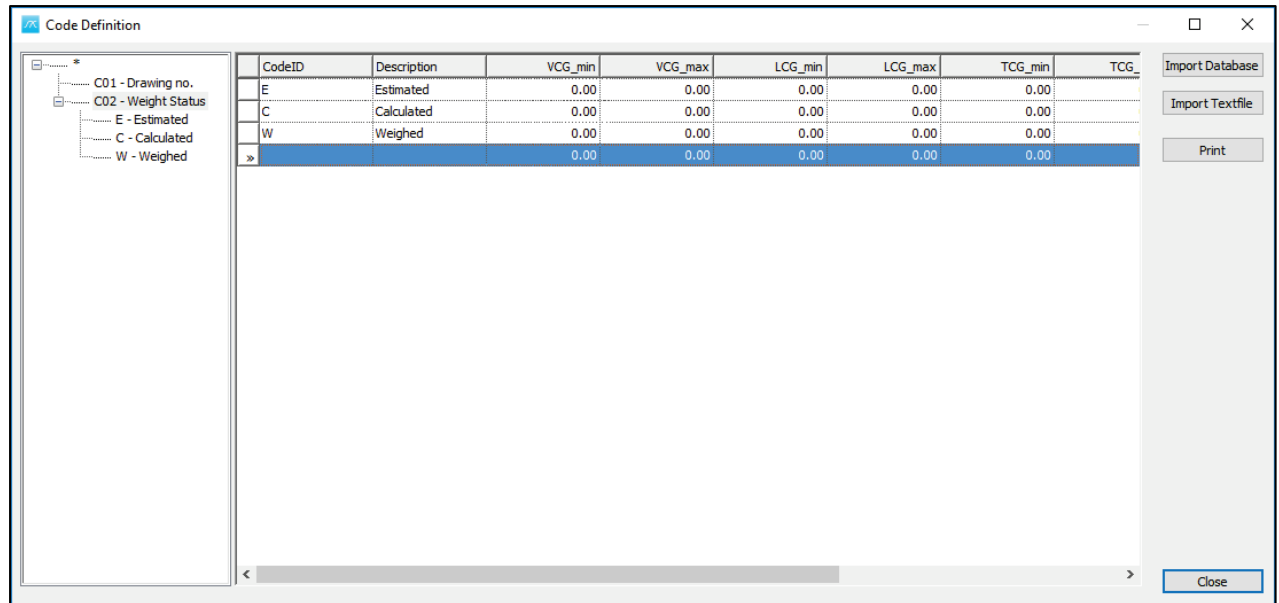 Code Definition
*
C01 - Drawing no.
C02 - Weight Status
E - Estimated
C - Calculated
W - Weighed
CodeID Description VCG_min VCG_max LCG_min LCG_max TCG_min TCG_
E Estimated 0.00 0.00 0.00 0.00 0.00
C Calculated 0.00 0.00 0.00 0.00 0.00
W Weighed 0.00 0.00 0.00 0.00 0.00
» 0.00 0.00 0.00 0.00 0.00
Import Database
Import Textfile
Print
Close